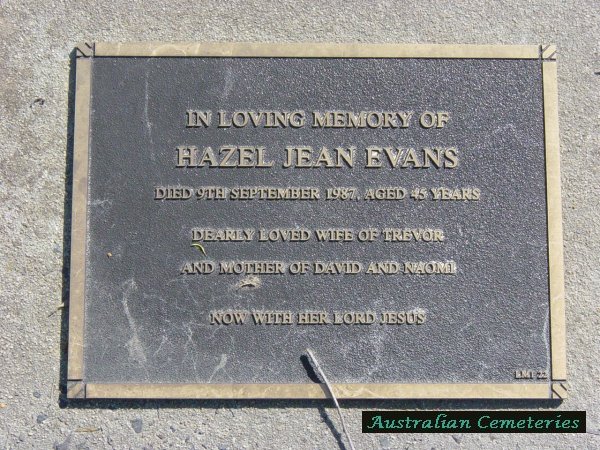 IN LOVING MEMORY OF
HAZEL JEAN EVANS
DIED 9TH SEPTEMBER 1987, AGED 45 YEARS
DEARLY LOVED WIFE OF TREVOR
AND MOTHER OF DAVID AND NAOMI
NOW WITH HER LORD JESUS
LM1 22
Australian Cemeteries